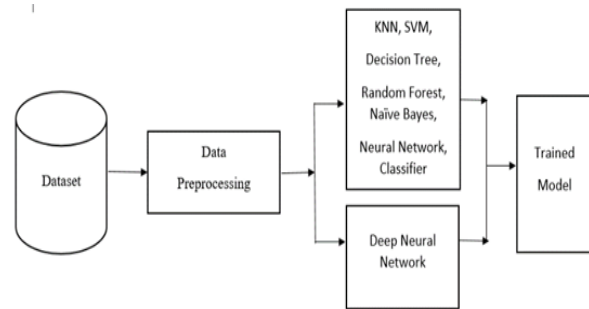 Dataset
Data
Preprocessing
KNN, SVM,
Decision Tree,
Random Forest,
Naïve Bayes,
Neural Network,
Classifier
Deep Neural
Network
Trained
Model